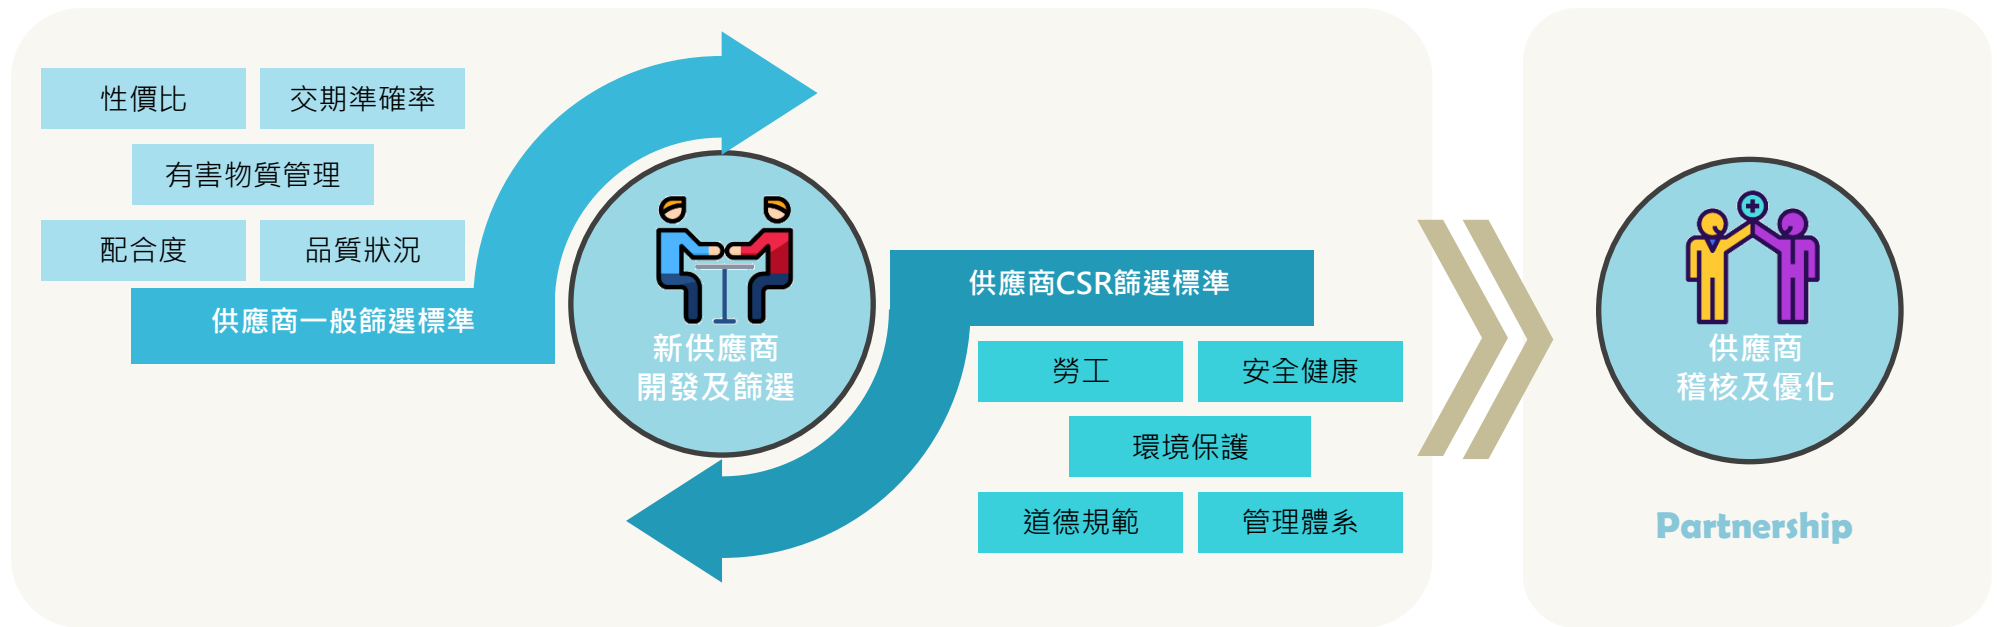 性價比
交期準確率
有害物質管理
配合度
品質狀況
供應商一般篩選標準
新供應商
開發及篩選
供應商CSR篩選標準
勞工
安全健康
環境保護
道德規範
管理體系
供應商
稽核及優化
Partnership